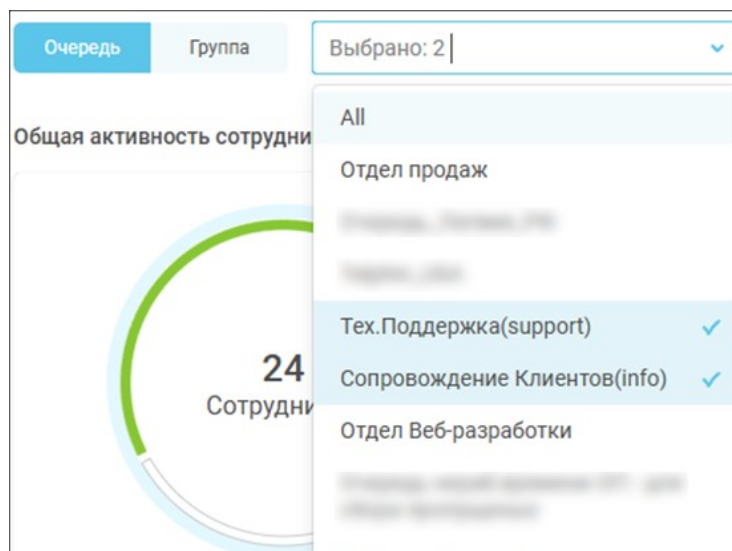 Очередь
Группа
Выбрано: 2
Общая активность сотрудни
All
Отдел продаж
Тех.Поддержка(support)
Сопровождение Клиентов(info)
Отдел Веб-разработки
24
Сотрудни